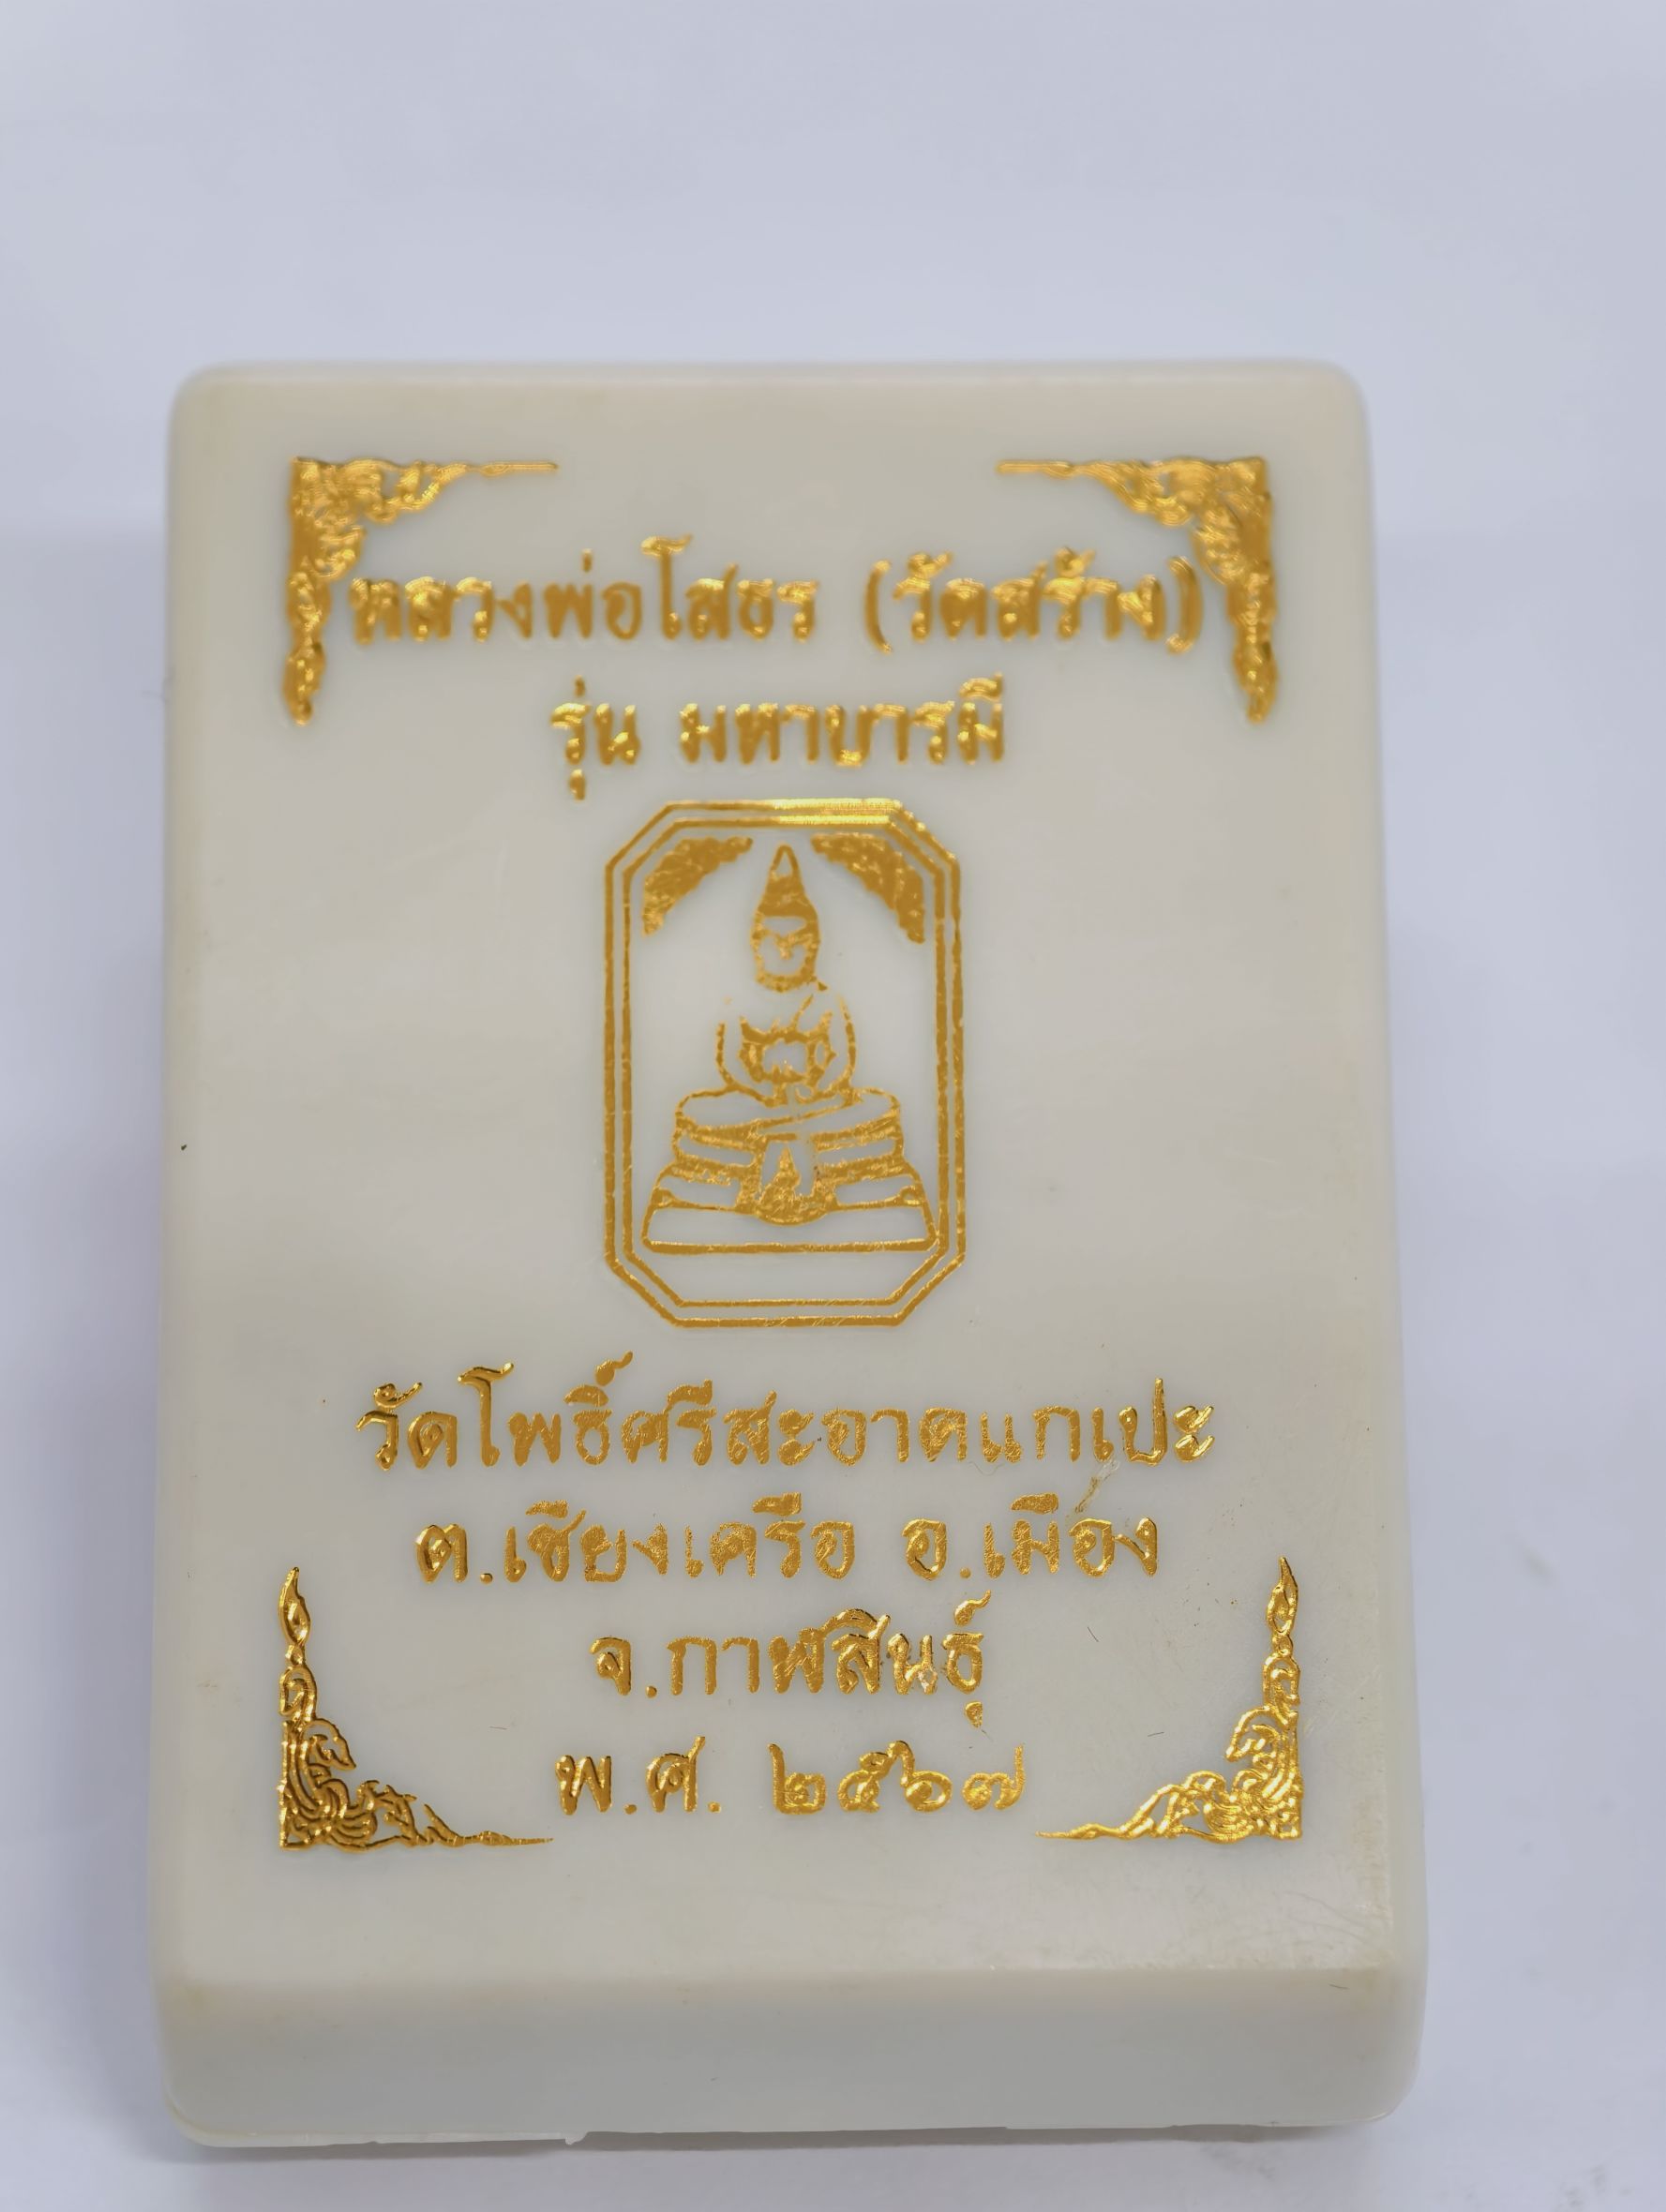 หลวงพ่อโสธร (วัดสร้าง)
รุ่น มหาบารมี
วัดโพธิ์ศรีสะอาดแกเปะ
ต.เชียงเครือ อ.เมือง
จ.กาฬสินธุ์
พ.ศ. ๒๕๖๗